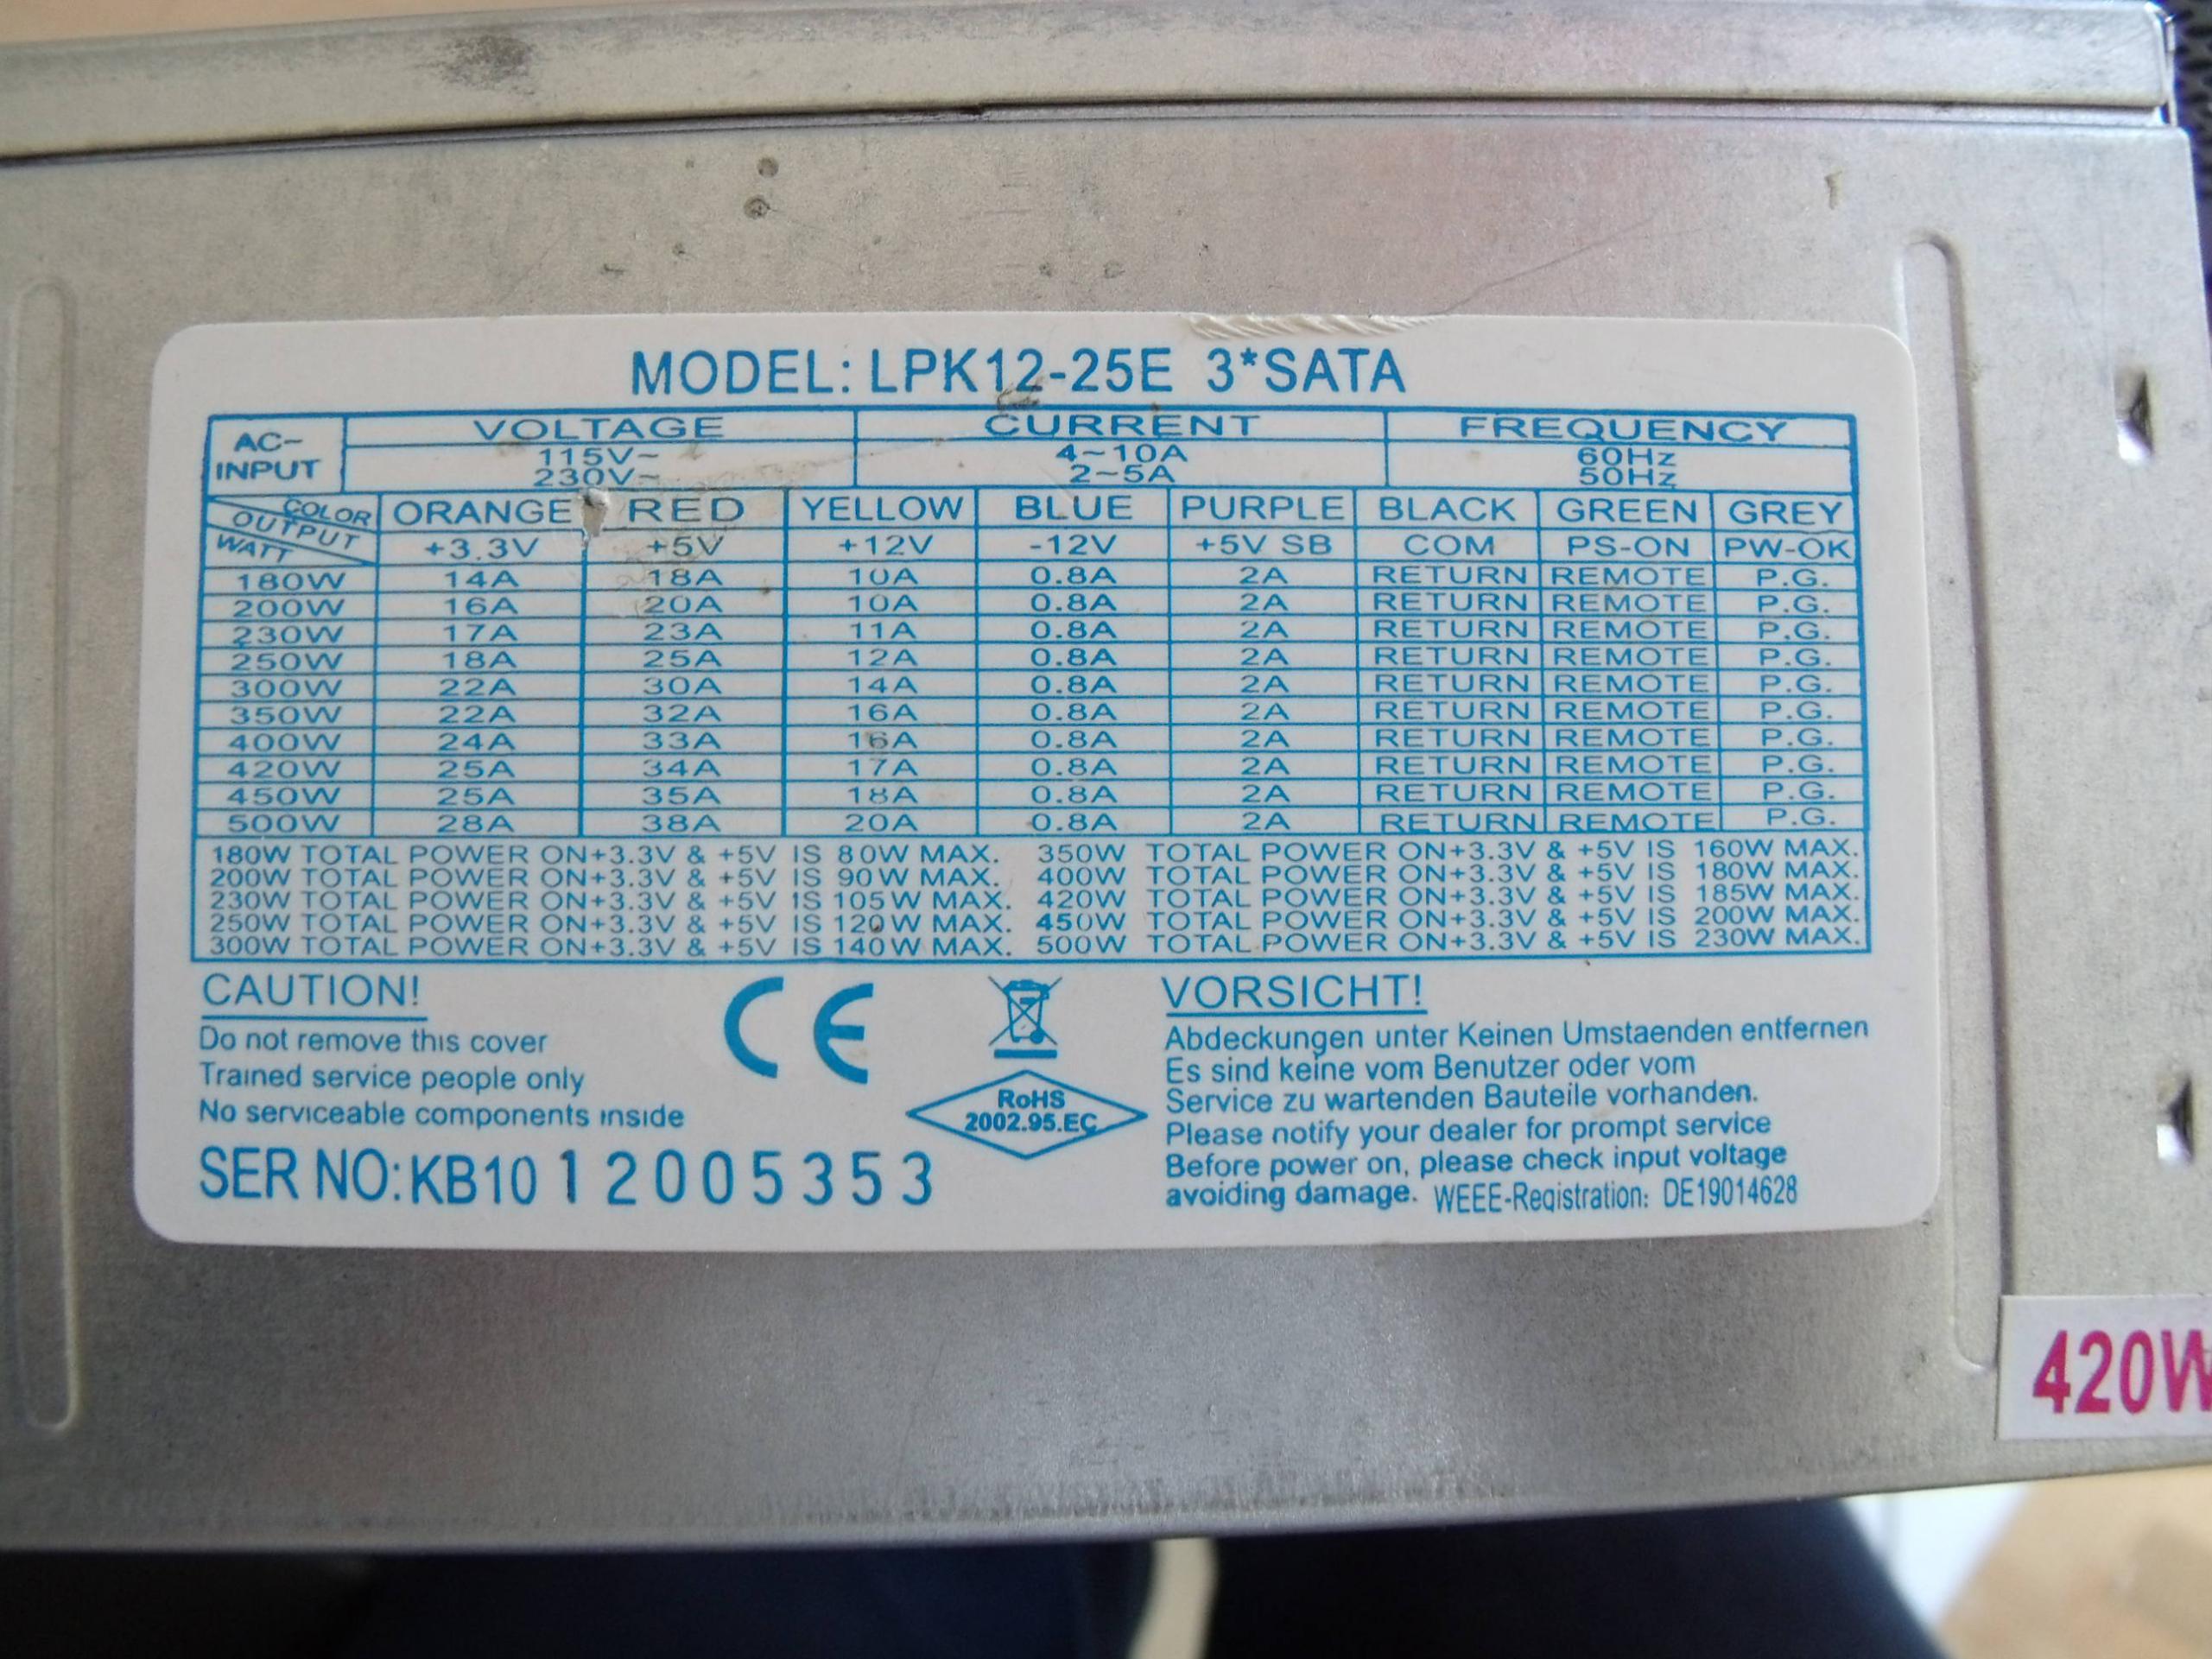 MODEL: LPK12-25E 3*SATA
AC~ INPUT VOLTAGE CURRENT FREQUENCY
115V~ 4~10A 60Hz
230V~ 2~5A 50Hz
COLOR ORANGE RED YELLOW BLUE PURPLE BLACK GREEN GREY
OUTPUT WATT +3.3V +5V +12V -12V +5V SB COM PS-ON PW-OK
180W 14A 18A 10A 0.8A 2A RETURN REMOTE P.G.
200W 16A 20A 10A 0.8A 2A RETURN REMOTE P.G.
230W 17A 23A 11A 0.8A 2A RETURN REMOTE P.G.
250W 18A 25A 12A 0.8A 2A RETURN REMOTE P.G.
300W 22A 30A 14A 0.8A 2A RETURN REMOTE P.G.
350W 22A 32A 16A 0.8A 2A RETURN REMOTE P.G.
400W 24A 33A 16A 0.8A 2A RETURN REMOTE P.G.
420W 25A 34A 17A 0.8A 2A RETURN REMOTE P.G.
450W 25A 35A 18A 0.8A 2A RETURN REMOTE P.G.
500W 28A 38A 20A 0.8A 2A RETURN REMOTE P.G.
180W TOTAL POWER ON+3.3V & +5V IS 80W MAX. 350W TOTAL POWER ON+3.3V & +5V IS 160W MAX.
200W TOTAL POWER ON+3.3V & +5V IS 90W MAX. 400W TOTAL POWER ON+3.3V & +5V IS 180W MAX.
230W TOTAL POWER ON+3.3V & +5V IS 105W MAX. 420W TOTAL POWER ON+3.3V & +5V IS 185W MAX.
250W TOTAL POWER ON+3.3V & +5V IS 120W MAX. 450W TOTAL POWER ON+3.3V & +5V IS 200W MAX.
300W TOTAL POWER ON+3.3V & +5V IS 140W MAX. 500W TOTAL POWER ON+3.3V & +5V IS 230W MAX.
CAUTION!
Do not remove this cover
Trained service people only
No serviceable components inside
SER NO:KB1012005353
CE
RoHS
2002.95.EC
VORSICHT!
Abdeckungen unter Keinen Umstaenden entfernen
Es sind keine vom Benutzer oder vom
Service zu wartenden Bauteile vorhanden.
Please notify your dealer for prompt service
Before power on, please check input voltage
avoiding damage. WEEE-Registration: DE19014628
420W